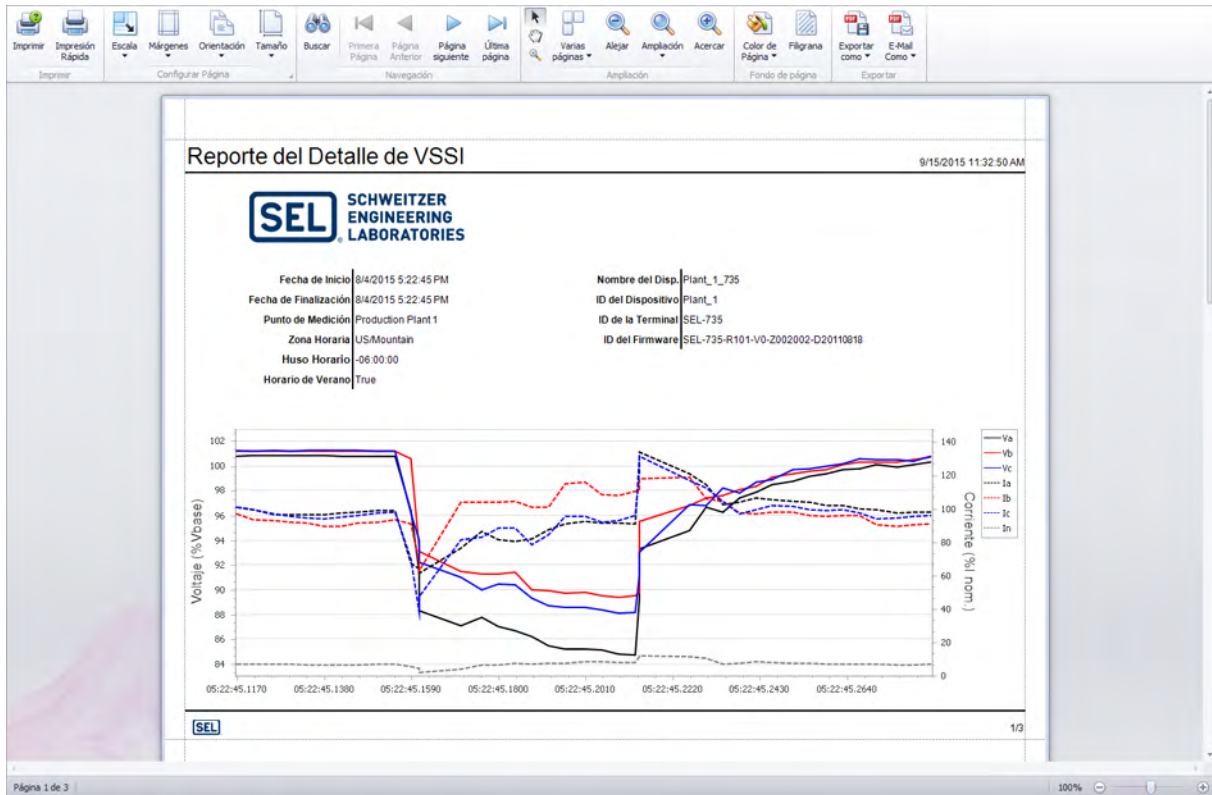 Imprimir
Impresión Rápida
Escala
Márgenes
Orientación
Tamaño
Buscar
Primera Página
Página Anterior
Página siguiente
Última página
Varias páginas
Alejar
Ampliación
Acercar
Color de Página
Filigrana
Exportar como
E-Mail Como
Imprimir
Configurar Página
Navegación
Ampliación
Fondo de página
Exportar
Reporte del Detalle de VSSI
9/15/2015 11:32:50 AM
SEL
SCHWEITZER
ENGINEERING
LABORATORIES
Fecha de Inicio 8/4/2015 5:22:45 PM
Nombre del Disp. Plant_1_735
Fecha de Finalización 8/4/2015 5:22:45 PM
ID del Dispositivo Plant_1
Punto de Medición Production Plant 1
ID de la Terminal SEL-735
Zona Horaria US/Mountain
ID del Firmware SEL-735-R101-V0-Z002002-D20110818
Huso Horario -06:00:00
Horario de Verano True
Voltaje (%Vbase)
102
100
98
96
94
92
90
88
86
84
140
120
100
80
60
40
20
0
Corriente (%I nom.)
Va
Vb
Vc
Ia
Ib
Ic
In
05:22:45.1170
05:22:45.1380
05:22:45.1590
05:22:45.1800
05:22:45.2010
05:22:45.2220
05:22:45.2430
05:22:45.2640
SEL
1/3
Página 1 de 3
100%